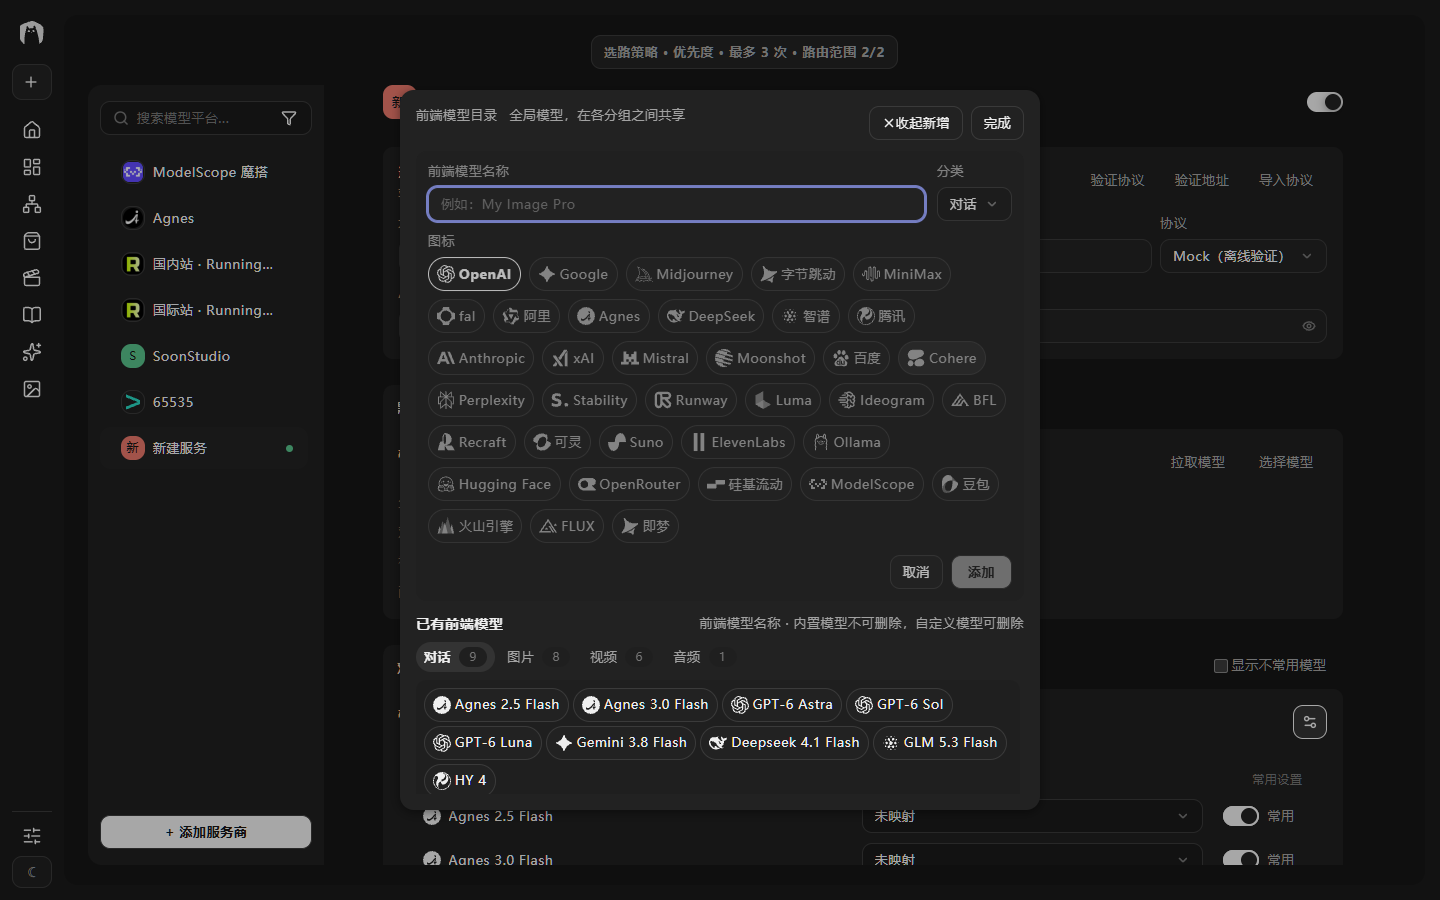 选路策略 • 优先度 • 最多 3 次 • 路由范围 2/2
搜索模型平台...
ModelScope 魔搭
Agnes
国内站 · Running...
国际站 · Running...
S SoonStudio
65535
新 新建服务
+ 添加服务商
前端模型目录 全局模型，在各分组之间共享
✕收起新增 完成
前端模型名称 分类
例如：My Image Pro 对话
图标
OpenAI Google Midjourney 字节跳动 MiniMax
fal 阿里 Agnes DeepSeek 智谱 腾讯
Anthropic xAI Mistral Moonshot 百度 Cohere
Perplexity Stability Runway Luma Ideogram BFL
Recraft 可灵 Suno ElevenLabs Ollama
Hugging Face OpenRouter 硅基流动 ModelScope 豆包
火山引擎 FLUX 即梦
取消 添加
已有前端模型 前端模型名称 · 内置模型不可删除，自定义模型可删除
对话 9 图片 8 视频 6 音频 1
Agnes 2.5 Flash Agnes 3.0 Flash GPT-6 Astra GPT-6 Sol
GPT-6 Luna Gemini 3.8 Flash Deepseek 4.1 Flash GLM 5.3 Flash
HY 4
验证协议 验证地址 导入协议
协议
Mock（离线验证）
拉取模型 选择模型
显示不常用模型
常用设置
Agnes 2.5 Flash 未映射 常用
Agnes 3.0 Flash 未映射 常用